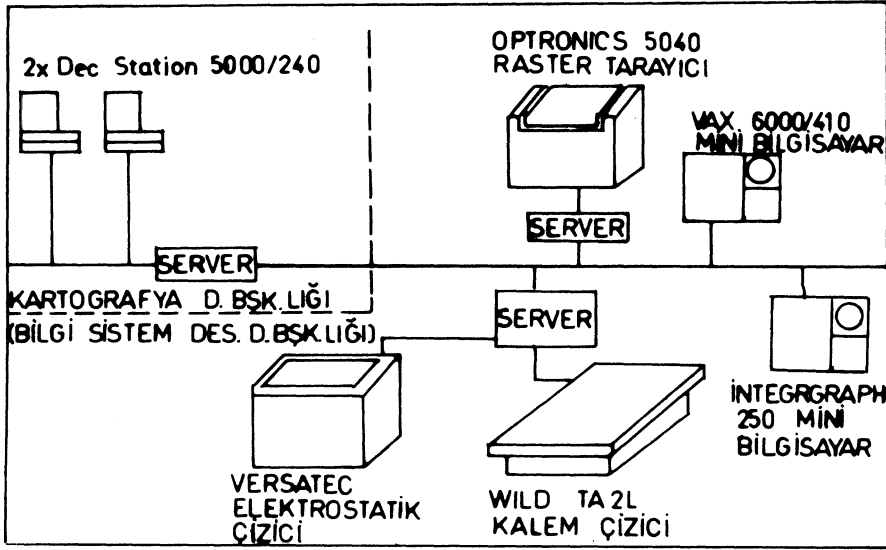 2x Dec Station 5000/240
OPTRONICS 5040
RASTER TARAYICI
VAX 6000/410
MİNİ BİLGİSAYAR
SERVER
SERVER
KARTOGRAFYA D. BŞK.LIĞI
(BİLGİ SİSTEM DES. D.BŞK.LIĞI)
SERVER
İNTEGRGRAPH
250 MİNİ
BİLGİSAYAR
VERSATEC
ELEKTROSTATİK
ÇİZİCİ
WILD TA2L
KALEM ÇİZİCİ